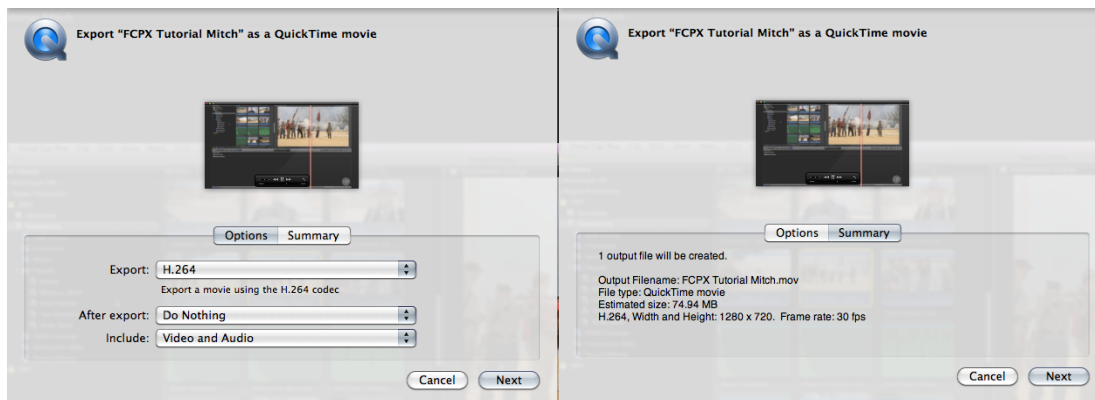 Export “FCPX Tutorial Mitch” as a QuickTime movie
Options Summary
Export: H.264
Export a movie using the H.264 codec
After export: Do Nothing
Include: Video and Audio
Cancel Next
Export “FCPX Tutorial Mitch” as a QuickTime movie
Options Summary
1 output file will be created.
Output Filename: FCPX Tutorial Mitch.mov
File type: QuickTime movie
Estimated size: 74.94 MB
H.264, Width and Height: 1280 x 720. Frame rate: 30 fps
Cancel Next